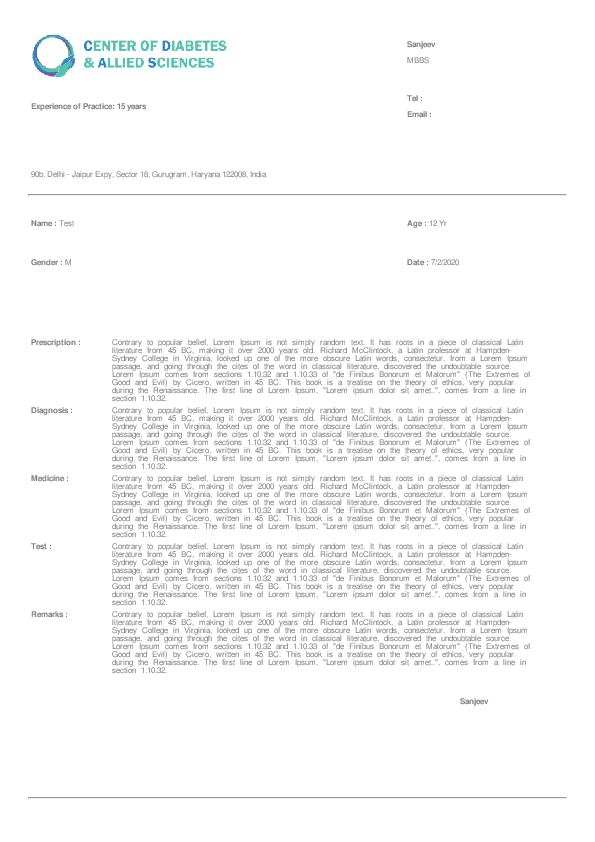 CENTER OF DIABETES
& ALLIED SCIENCES
Sanjeev
MBBS
Tel :
Email :
Experience of Practice: 15 years
90b, Delhi - Jaipur Expy, Sector 18, Gurugram, Haryana 122008, India
Name : Test
Age : 12 Yr
Gender : M
Date : 7/2/2020
Prescription : Contrary to popular belief, Lorem Ipsum is not simply random text. It has roots in a piece of classical Latin
literature from 45 BC, making it over 2000 years old. Richard McClintock, a Latin professor at Hampden-
Sydney College in Virginia, looked up one of the more obscure Latin words, consectetur, from a Lorem Ipsum
passage, and going through the cites of the word in classical literature, discovered the undoubtable source.
Lorem Ipsum comes from sections 1.10.32 and 1.10.33 of "de Finibus Bonorum et Malorum" (The Extremes of
Good and Evil) by Cicero, written in 45 BC. This book is a treatise on the theory of ethics, very popular
during the Renaissance. The first line of Lorem Ipsum, "Lorem ipsum dolor sit amet..", comes from a line in
section 1.10.32.
Diagnosis : Contrary to popular belief, Lorem Ipsum is not simply random text. It has roots in a piece of classical Latin
literature from 45 BC, making it over 2000 years old. Richard McClintock, a Latin professor at Hampden-
Sydney College in Virginia, looked up one of the more obscure Latin words, consectetur, from a Lorem Ipsum
passage, and going through the cites of the word in classical literature, discovered the undoubtable source.
Lorem Ipsum comes from sections 1.10.32 and 1.10.33 of "de Finibus Bonorum et Malorum" (The Extremes of
Good and Evil) by Cicero, written in 45 BC. This book is a treatise on the theory of ethics, very popular
during the Renaissance. The first line of Lorem Ipsum, "Lorem ipsum dolor sit amet..", comes from a line in
section 1.10.32.
Medicine : Contrary to popular belief, Lorem Ipsum is not simply random text. It has roots in a piece of classical Latin
literature from 45 BC, making it over 2000 years old. Richard McClintock, a Latin professor at Hampden-
Sydney College in Virginia, looked up one of the more obscure Latin words, consectetur, from a Lorem Ipsum
passage, and going through the cites of the word in classical literature, discovered the undoubtable source.
Lorem Ipsum comes from sections 1.10.32 and 1.10.33 of "de Finibus Bonorum et Malorum" (The Extremes of
Good and Evil) by Cicero, written in 45 BC. This book is a treatise on the theory of ethics, very popular
during the Renaissance. The first line of Lorem Ipsum, "Lorem ipsum dolor sit amet..", comes from a line in
section 1.10.32.
Test : Contrary to popular belief, Lorem Ipsum is not simply random text. It has roots in a piece of classical Latin
literature from 45 BC, making it over 2000 years old. Richard McClintock, a Latin professor at Hampden-
Sydney College in Virginia, looked up one of the more obscure Latin words, consectetur, from a Lorem Ipsum
passage, and going through the cites of the word in classical literature, discovered the undoubtable source.
Lorem Ipsum comes from sections 1.10.32 and 1.10.33 of "de Finibus Bonorum et Malorum" (The Extremes of
Good and Evil) by Cicero, written in 45 BC. This book is a treatise on the theory of ethics, very popular
during the Renaissance. The first line of Lorem Ipsum, "Lorem ipsum dolor sit amet..", comes from a line in
section 1.10.32.
Remarks : Contrary to popular belief, Lorem Ipsum is not simply random text. It has roots in a piece of classical Latin
literature from 45 BC, making it over 2000 years old. Richard McClintock, a Latin professor at Hampden-
Sydney College in Virginia, looked up one of the more obscure Latin words, consectetur, from a Lorem Ipsum
passage, and going through the cites of the word in classical literature, discovered the undoubtable source.
Lorem Ipsum comes from sections 1.10.32 and 1.10.33 of "de Finibus Bonorum et Malorum" (The Extremes of
Good and Evil) by Cicero, written in 45 BC. This book is a treatise on the theory of ethics, very popular
during the Renaissance. The first line of Lorem Ipsum, "Lorem ipsum dolor sit amet..", comes from a line in
section 1.10.32.
Sanjeev